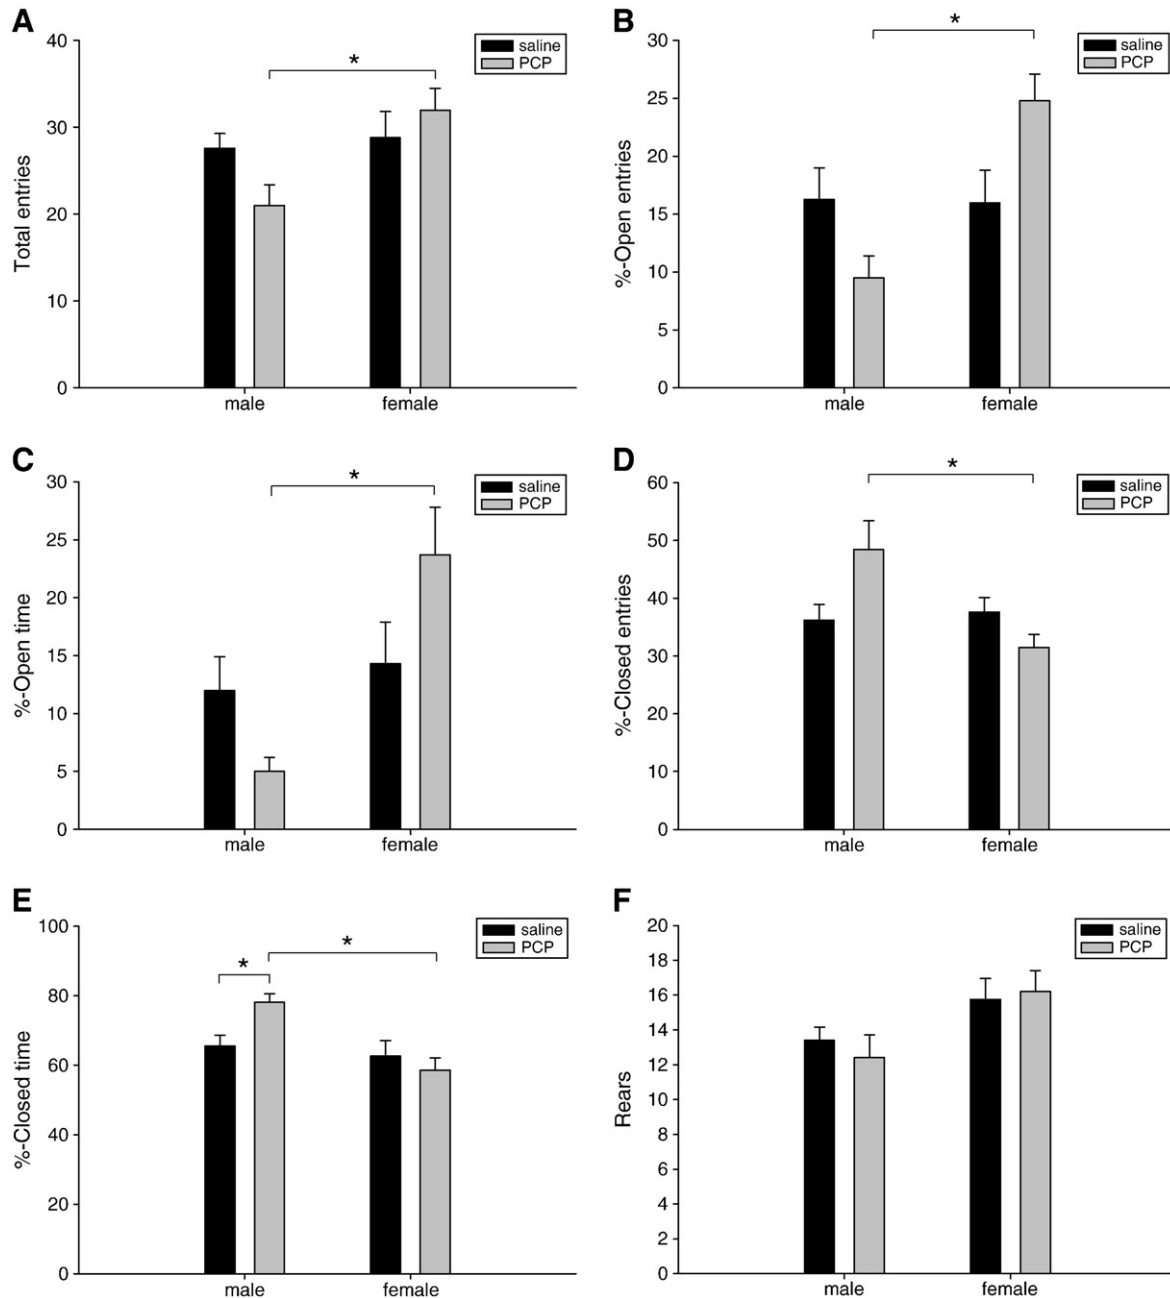 A
Total entries
40
30
20
10
0
*
saline
PCP
male
female
B
%-Open entries
30
25
20
15
10
5
0
*
saline
PCP
male
female
C
%-Open time
30
25
20
15
10
5
0
*
saline
PCP
male
female
D
%-Closed entries
60
50
40
30
20
10
0
*
saline
PCP
male
female
E
%-Closed time
100
80
60
40
20
0
*
*
saline
PCP
male
female
F
Rears
20
18
16
14
12
10
8
6
4
2
0
saline
PCP
male
female